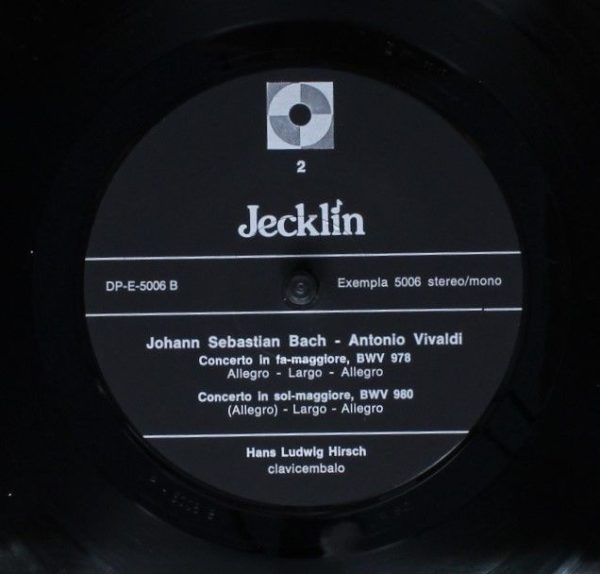 2
Jecklin
DP-E-5006 B
Exempla 5006 stereo/mono
Johann Sebastian Bach - Antonio Vivaldi
Concerto in fa-maggiore, BWV 978
Allegro - Largo - Allegro
Concerto in sol-maggiore, BWV 980
(Allegro) - Largo - Allegro
Hans Ludwig Hirsch
clavicembalo